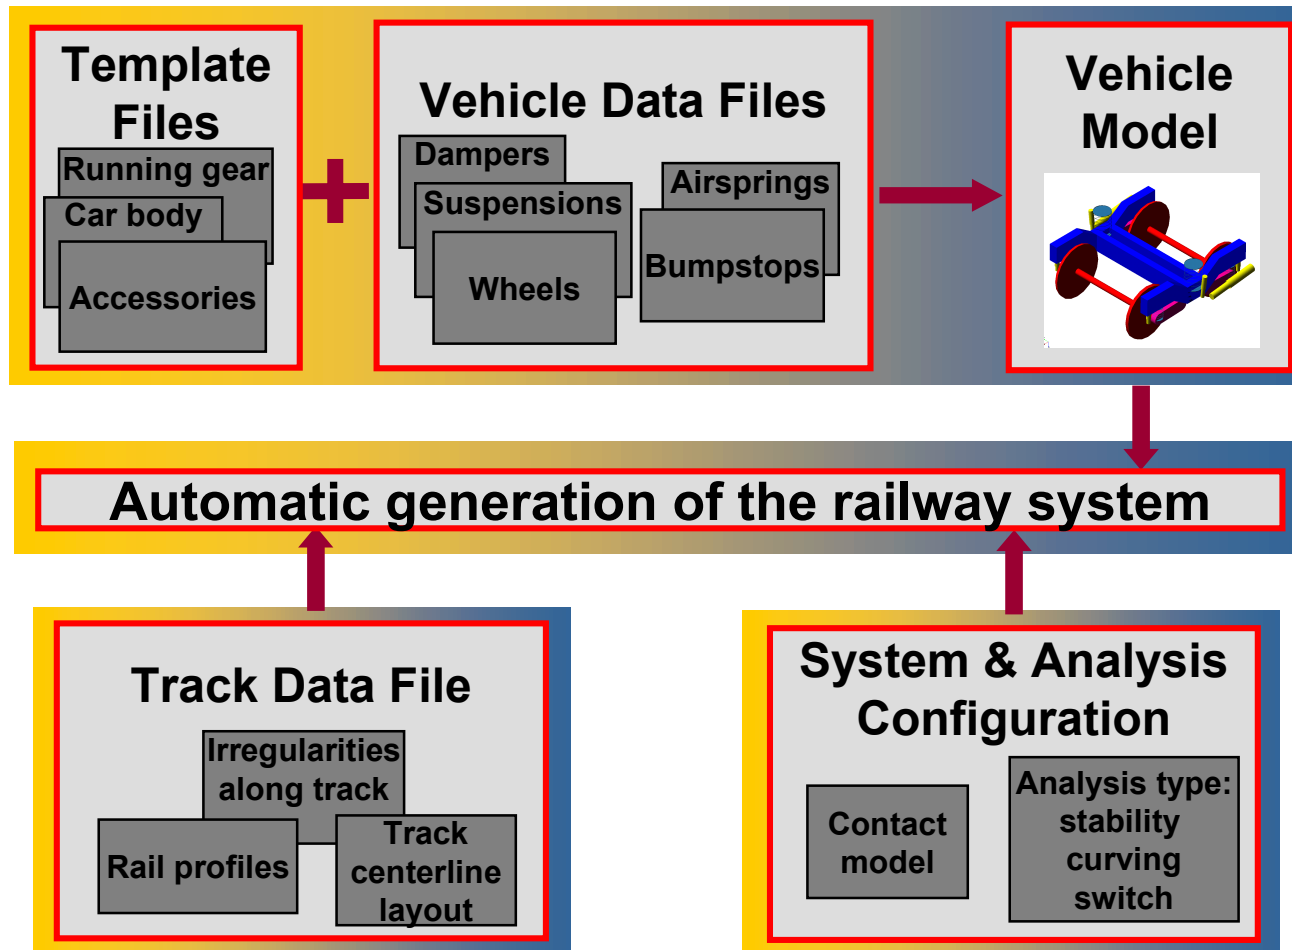 Template
Files
Running gear
Car body
Accessories
Vehicle Data Files
Dampers
Suspensions
Wheels
Airsprings
Bumpstops
Vehicle
Model
Automatic generation of the railway system
Track Data File
Irregularities
along track
Rail profiles
Track
centerline
layout
System & Analysis
Configuration
Contact
model
Analysis type:
stability
curving
switch